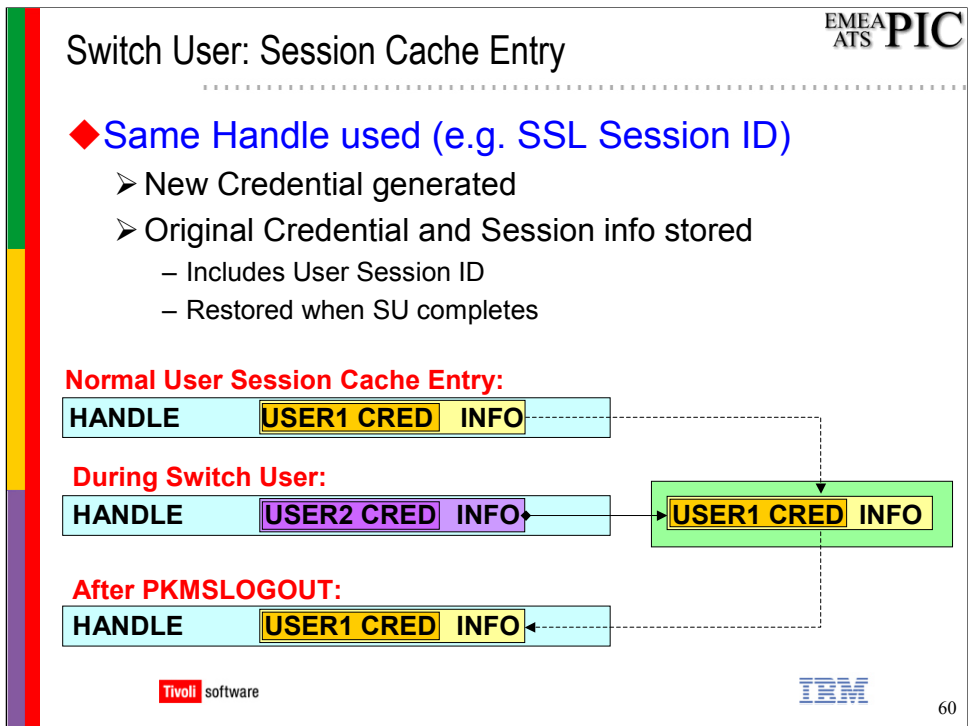 Switch User: Session Cache Entry
EMEA
ATS PIC
◆Same Handle used (e.g. SSL Session ID)
➢ New Credential generated
➢ Original Credential and Session info stored
– Includes User Session ID
– Restored when SU completes
Normal User Session Cache Entry:
HANDLE USER1 CRED INFO
During Switch User:
HANDLE USER2 CRED INFO USER1 CRED INFO
After PKMSLOGOUT:
HANDLE USER1 CRED INFO
Tivoli software
IBM
60